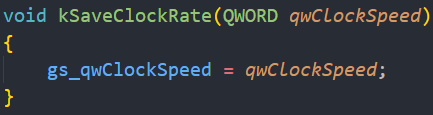 void kSaveClockRate(QWORD qwClockSpeed)
{
    gs_qwClockSpeed = qwClockSpeed;
}